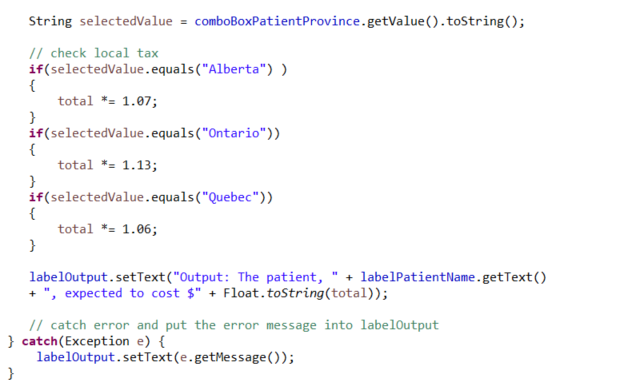 String selectedValue = comboBoxPatientProvince.getValue().toString();
// check local tax
if(selectedValue.equals("Alberta") )
{
total *= 1.07;
}
if(selectedValue.equals("Ontario"))
{
total *= 1.13;
}
if(selectedValue.equals("Quebec"))
{
total *= 1.06;
}
labelOutput.setText("Output: The patient, " + labelPatientName.getText()
+ ", expected to cost $" + Float.toString(total));
// catch error and put the error message into labelOutput
} catch(Exception e) {
labelOutput.setText(e.getMessage());
}